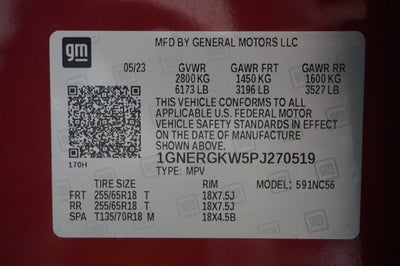 gm
MFD BY GENERAL MOTORS LLC
05/23 GVWR GAWR FRT GAWR RR
2800 KG 1450 KG 1600 KG
6173 LB 3196 LB 3527 LB
THIS VEHICLE CONFORMS TO ALL
APPLICABLE U.S. FEDERAL MOTOR
VEHICLE SAFETY STANDARDS IN EFFECT
ON THE DATE OF MANUFACTURE
SHOWN ABOVE.
170H
1GNERGKW5PJ270519
TYPE: MPV
TIRE SIZE RIM MODEL: 591NC56
FRT 255/65R18 T 18X7.5J
RR 255/65R18 T 18X7.5J
SPA T135/70R18 M 18X4.5B